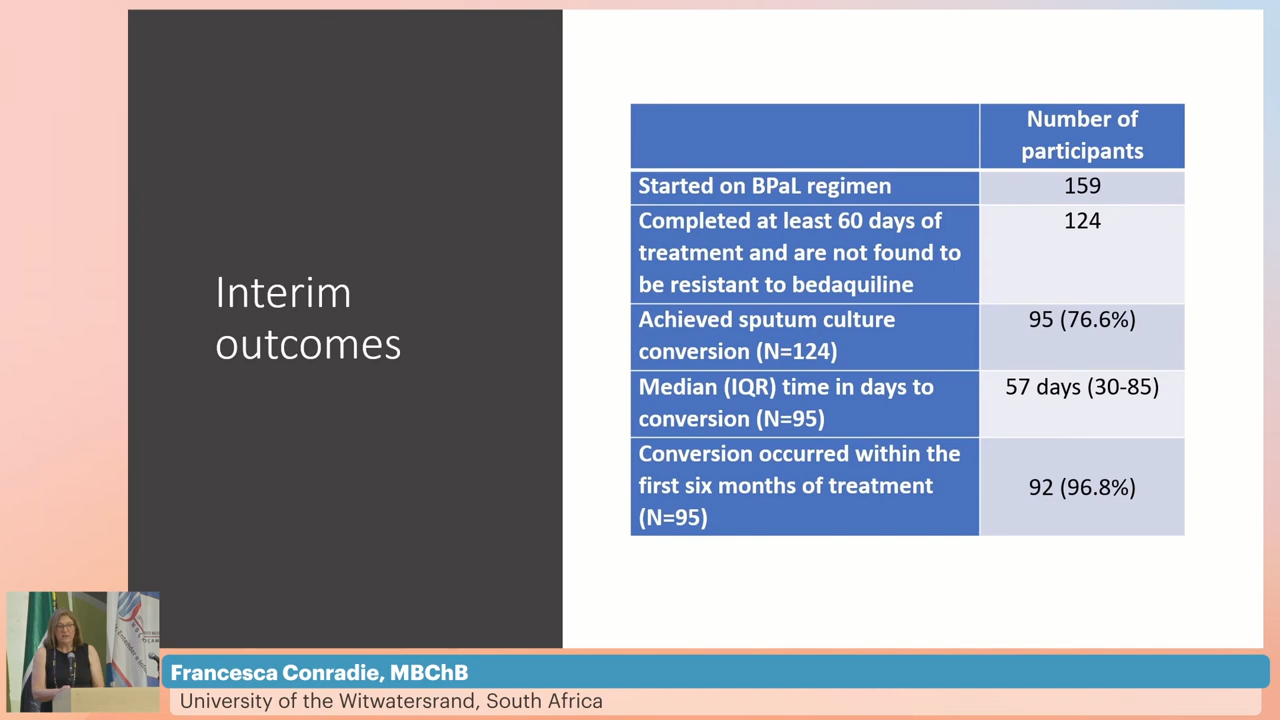 Interim
outcomes
Number of
participants
Started on BPaL regimen
159
Completed at least 60 days of
treatment and are not found to
be resistant to bedaquiline
124
Achieved sputum culture
conversion (N=124)
95 (76.6%)
Median (IQR) time in days to
conversion (N=95)
57 days (30-85)
Conversion occurred within the
first six months of treatment
(N=95)
92 (96.8%)
Francesca Conradie, MBChB
University of the Witwatersrand, South Africa